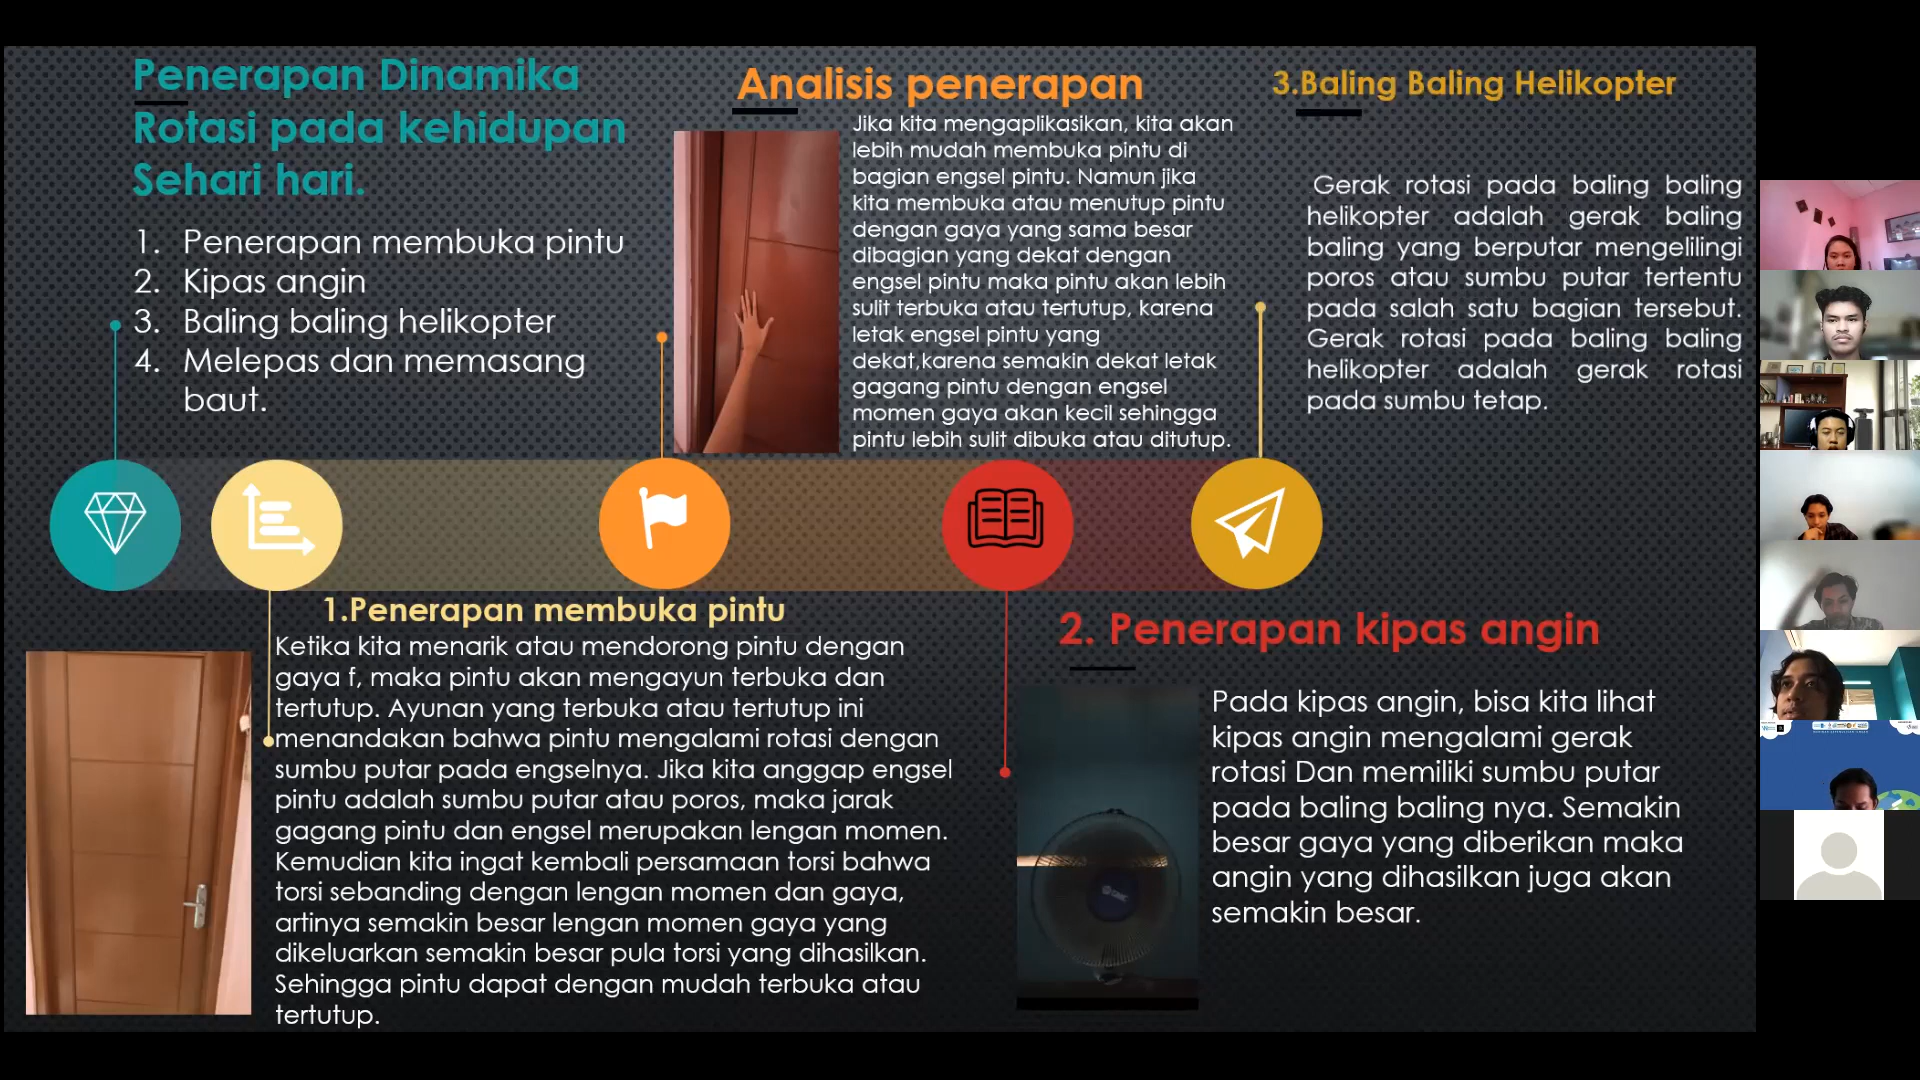 Penerapan Dinamika
Rotasi pada kehidupan
Sehari hari.
1. Penerapan membuka pintu
2. Kipas angin
3. Baling baling helikopter
4. Melepas dan memasang
baut.
Analisis penerapan
Jika kita mengaplikasikan, kita akan
lebih mudah membuka pintu di
bagian engsel pintu. Namun jika
kita membuka atau menutup pintu
dengan gaya yang sama besar
dibagian yang dekat dengan
engsel pintu maka pintu akan lebih
sulit terbuka atau tertutup, karena
letak engsel pintu yang
dekat,karena semakin dekat letak
gagang pintu dengan engsel
momen gaya akan kecil sehingga
pintu lebih sulit dibuka atau ditutup.
3.Baling Baling Helikopter
Gerak rotasi pada baling baling
helikopter adalah gerak baling
baling yang berputar mengelilingi
poros atau sumbu putar tertentu
pada salah satu bagian tersebut.
Gerak rotasi pada baling baling
helikopter adalah gerak rotasi
pada sumbu tetap.
1.Penerapan membuka pintu
Ketika kita menarik atau mendorong pintu dengan
gaya f, maka pintu akan mengayun terbuka dan
tertutup. Ayunan yang terbuka atau tertutup ini
menandakan bahwa pintu mengalami rotasi dengan
sumbu putar pada engselnya. Jika kita anggap engsel
pintu adalah sumbu putar atau poros, maka jarak
gagang pintu dan engsel merupakan lengan momen.
Kemudian kita ingat kembali persamaan torsi bahwa
torsi sebanding dengan lengan momen dan gaya,
artinya semakin besar lengan momen gaya yang
dikeluarkan semakin besar pula torsi yang dihasilkan.
Sehingga pintu dapat dengan mudah terbuka atau
tertutup.
2. Penerapan kipas angin
Pada kipas angin, bisa kita lihat
kipas angin mengalami gerak
rotasi Dan memiliki sumbu putar
pada baling baling nya. Semakin
besar gaya yang diberikan maka
angin yang dihasilkan juga akan
semakin besar.